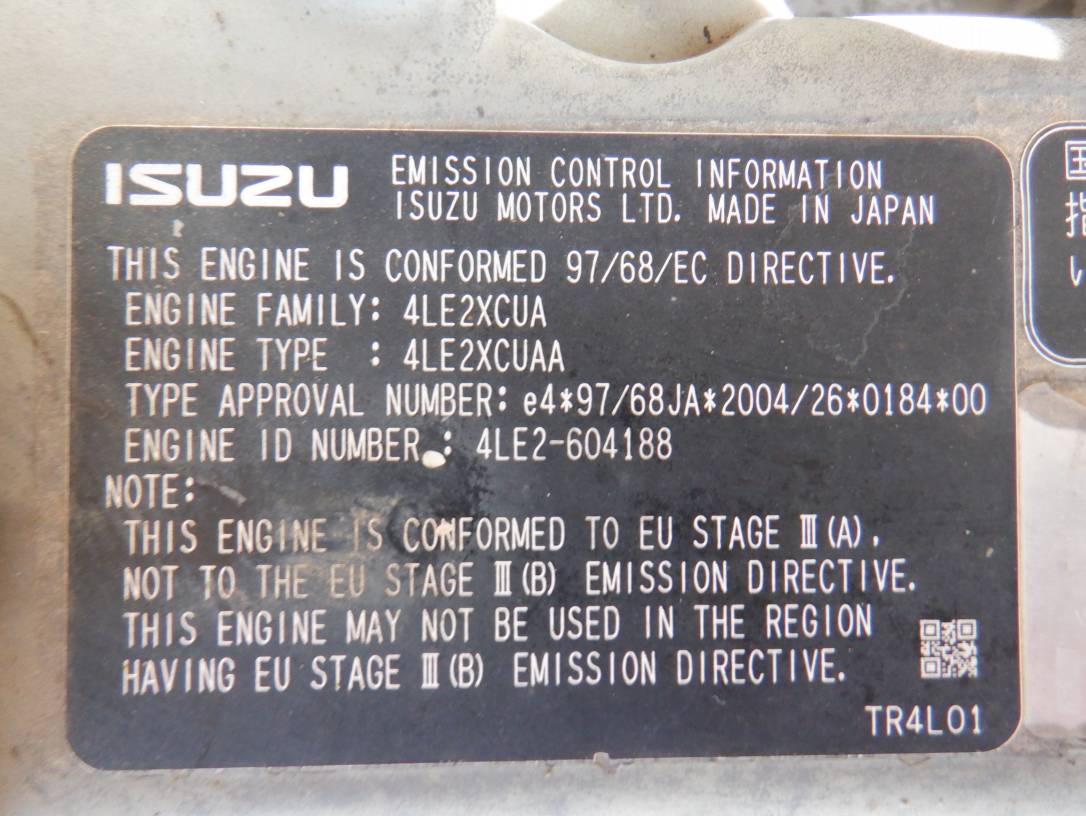 ISUZU
EMISSION CONTROL INFORMATION
ISUZU MOTORS LTD. MADE IN JAPAN
THIS ENGINE IS CONFORMED 97/68/EC DIRECTIVE.
ENGINE FAMILY: 4LE2XCUA
ENGINE TYPE : 4LE2XCUAA
TYPE APPROVAL NUMBER: e4*97/68JA*2004/26*0184*00
ENGINE ID NUMBER : 4LE2-604188
NOTE:
THIS ENGINE IS CONFORMED TO EU STAGE Ⅲ(A),
NOT TO THE EU STAGE Ⅲ(B) EMISSION DIRECTIVE.
THIS ENGINE MAY NOT BE USED IN THE REGION
HAVING EU STAGE Ⅲ(B) EMISSION DIRECTIVE.
TR4L01
指
い